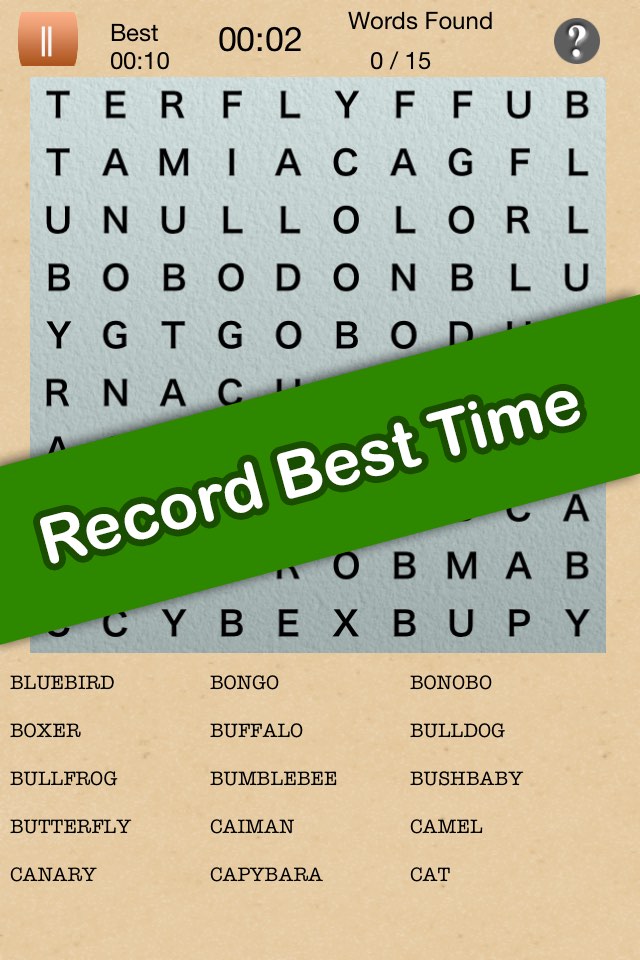 Best
00:10
00:02
Words Found
0 / 15
?
T E R F L Y F F U B
T A M I A C A G F L
U N U L L O L O R L
B O B O D O N B L U
Y G T G O B O D
R N A C
C A
O B M A B
C Y B E X B U P Y
Record Best Time
BLUEBIRD BONGO BONOBO
BOXER BUFFALO BULLDOG
BULLFROG BUMBLEBEE BUSHBABY
BUTTERFLY CAIMAN CAMEL
CANARY CAPYBARA CAT